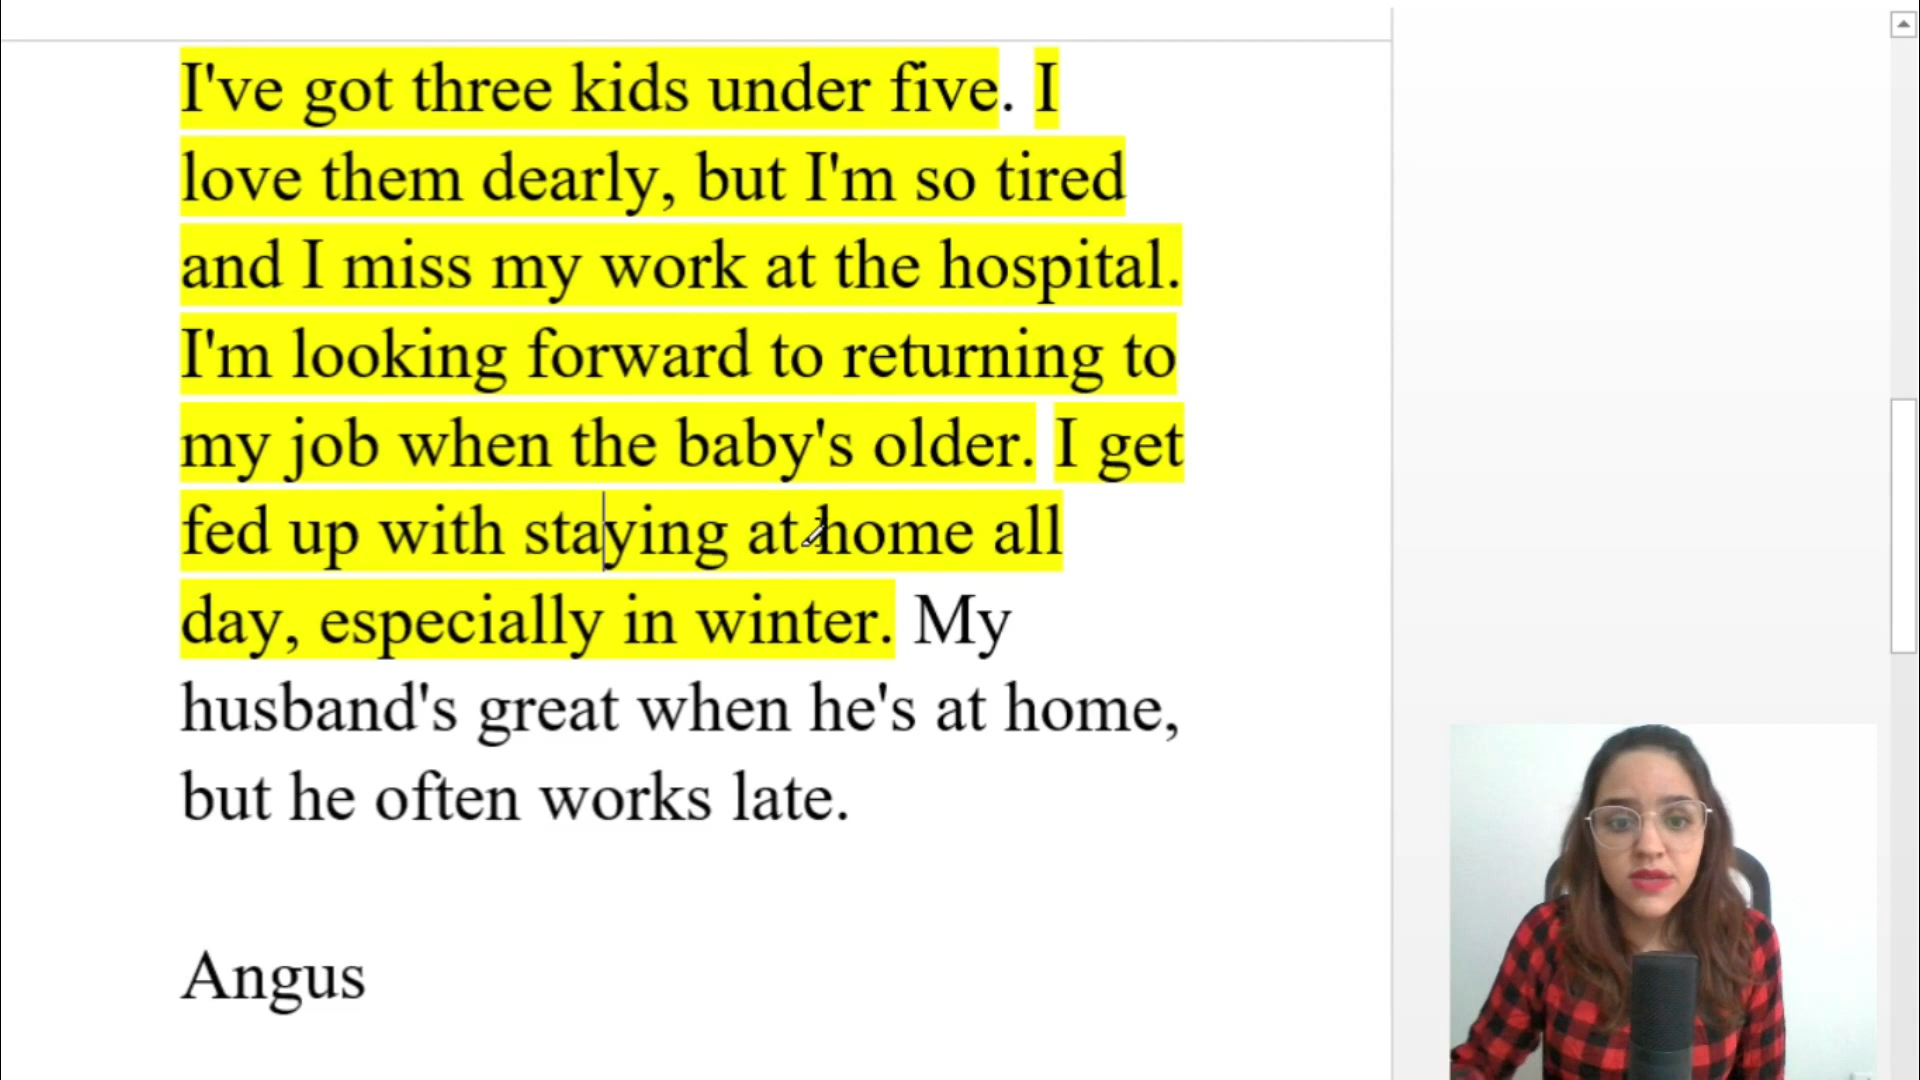 I've got three kids under five. I
love them dearly, but I'm so tired
and I miss my work at the hospital.
I'm looking forward to returning to
my job when the baby's older. I get
fed up with staying at home all
day, especially in winter. My
husband's great when he's at home,
but he often works late.
Angus